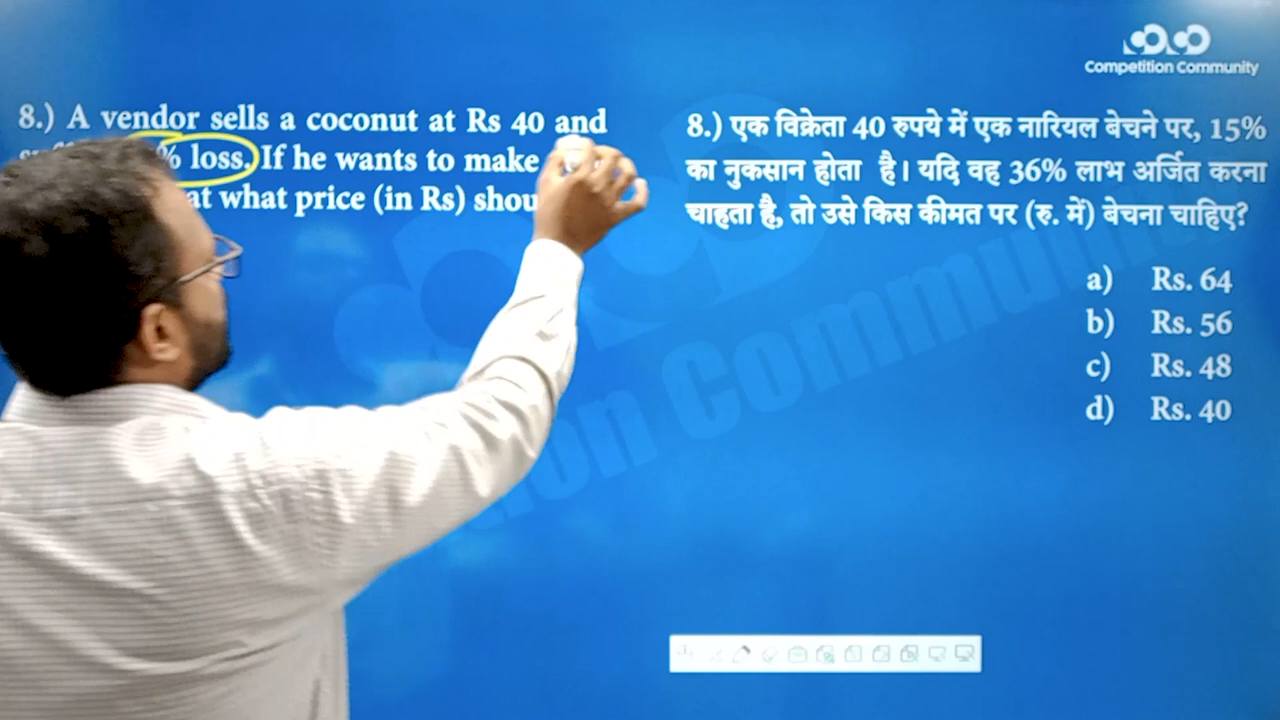 Competition Community
8.) A vendor sells a coconut at Rs 40 and
% loss. If he wants to make
at what price (in Rs)
8.) एक विक्रेता 40 रुपये में एक नारियल बेचने पर, 15%
का नुकसान होता है। यदि वह 36% लाभ अर्जित करना
चाहता है, तो उसे किस कीमत पर (रु. में) बेचना चाहिए?
a) Rs. 64
b) Rs. 56
c) Rs. 48
d) Rs. 40